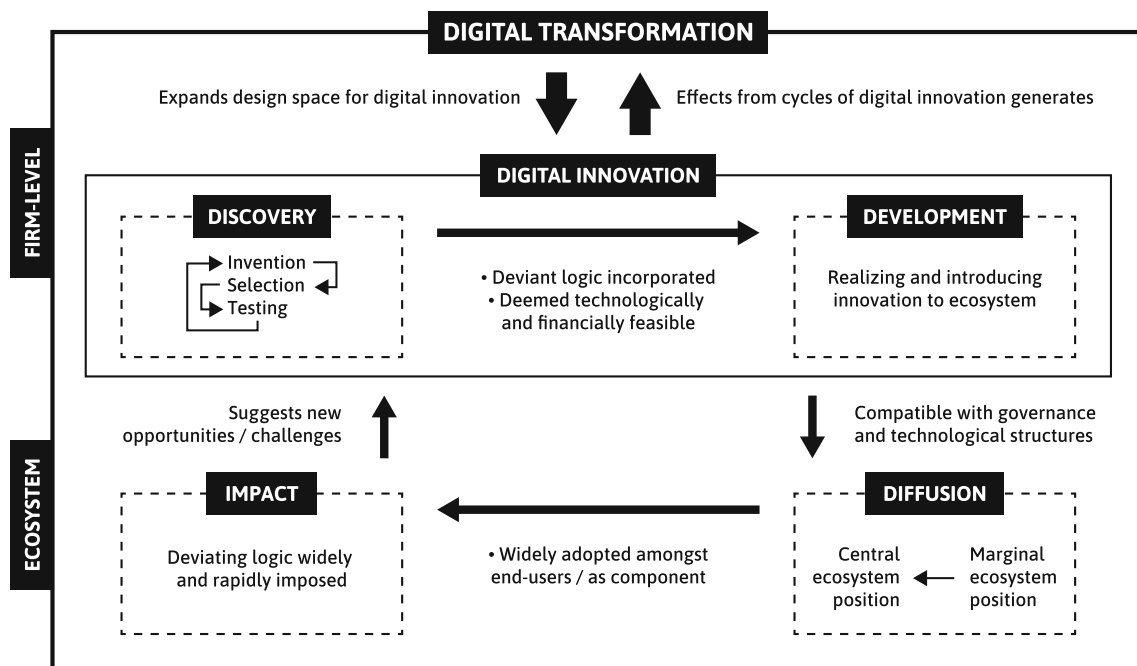 DIGITAL TRANSFORMATION
Expands design space for digital innovation
Effects from cycles of digital innovation generates
FIRM-LEVEL
DIGITAL INNOVATION
DISCOVERY
Invention
Selection
Testing
• Deviant logic incorporated
• Deemed technologically
and financially feasible
DEVELOPMENT
Realizing and introducing
innovation to ecosystem
Suggests new
opportunities / challenges
Compatible with governance
and technological structures
ECOSYSTEM
IMPACT
Deviating logic widely
and rapidly imposed
• Widely adopted amongst
end-users / as component
DIFFUSION
Central
ecosystem
position
Marginal
ecosystem
position